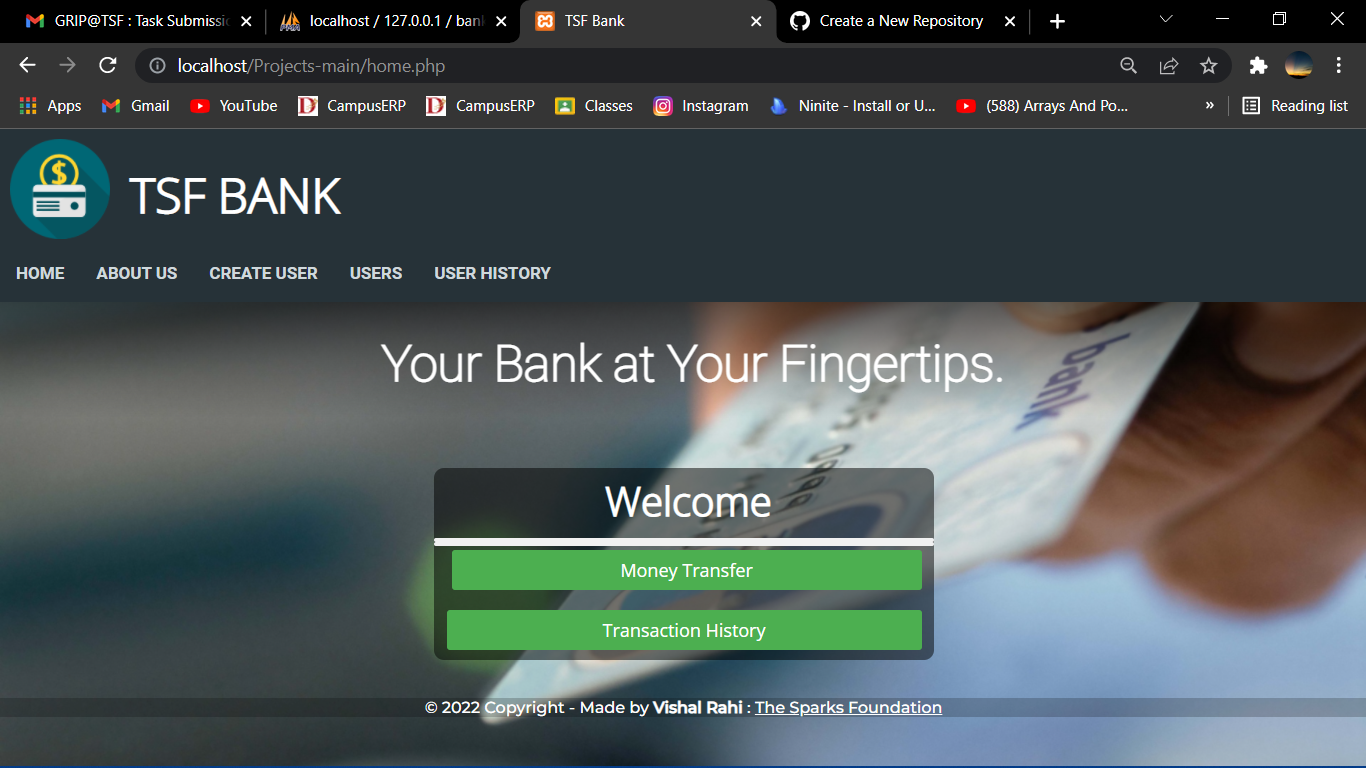 GRIP@TSF : Task Submissi
localhost / 127.0.0.1 / ban
TSF Bank
Create a New Repository
localhost/Projects-main/home.php
Apps
Gmail
YouTube
CampusERP
CampusERP
Classes
Instagram
Ninite - Install or U...
(588) Arrays And Po...
»
Reading list
TSF BANK
HOME
ABOUT US
CREATE USER
USERS
USER HISTORY
Your Bank at Your Fingertips.
bank
Welcome
Money Transfer
Transaction History
© 2022 Copyright - Made by Vishal Rahi : The Sparks Foundation